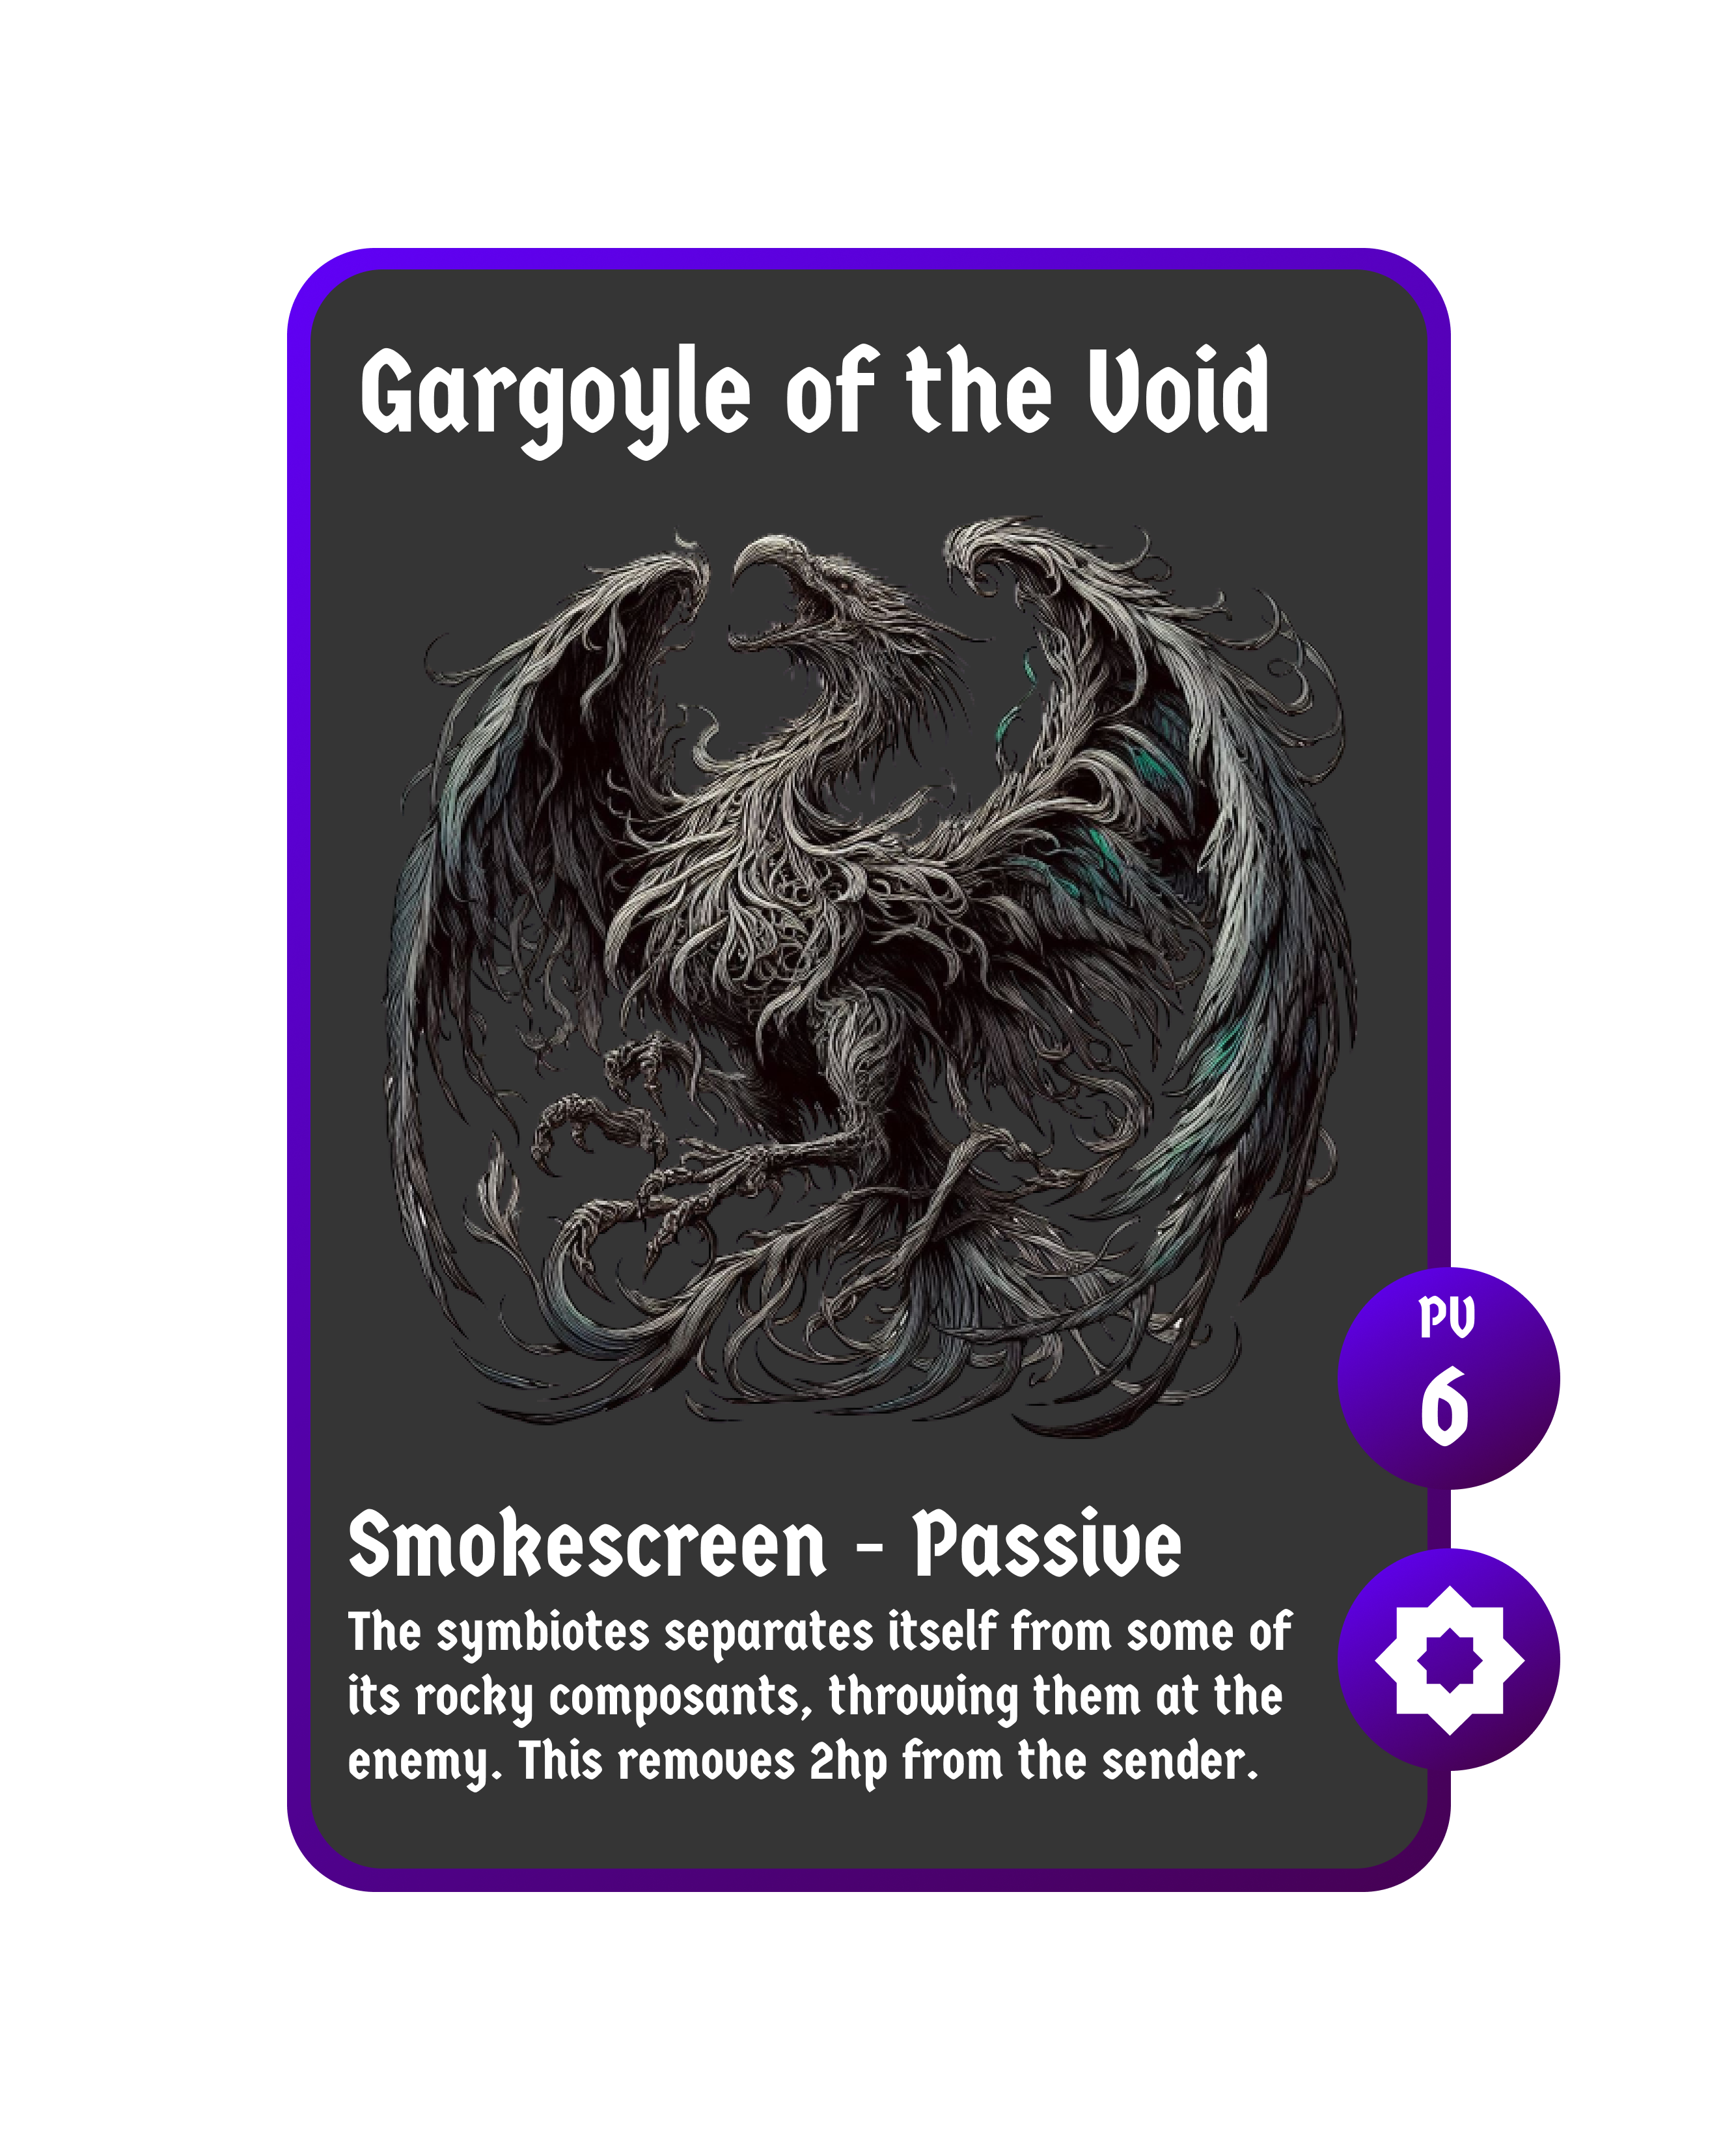 Gargoyle of the Void
PV
6
Smokescreen - Passive
The symbiotes separates itself from some of
its rocky composants, throwing them at the
enemy. This removes 2hp from the sender.